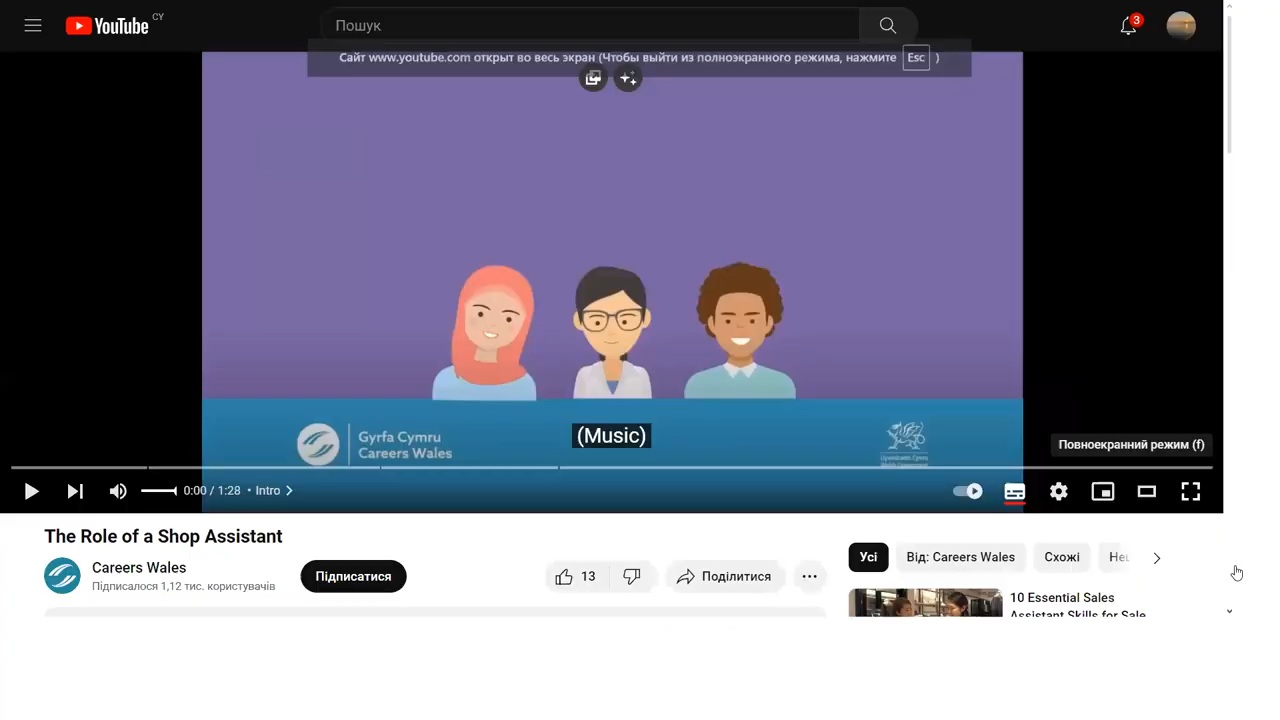 YouTube CY
Пошук
3
Сайт www.youtube.com открыт во весь экран (Чтобы выйти из полноэкранного режима, нажмите Esc )
Gyrfa Cymru
Careers Wales
(Music)
Повноекранний режим (f)
0:00 / 1:28 • Intro
The Role of a Shop Assistant
Careers Wales
Підписалося 1,12 тис. користувачів
Підписатися
13
Поділитися
Усі
Від: Careers Wales
Схожі
10 Essential Sales
Assistant Skills for Sale